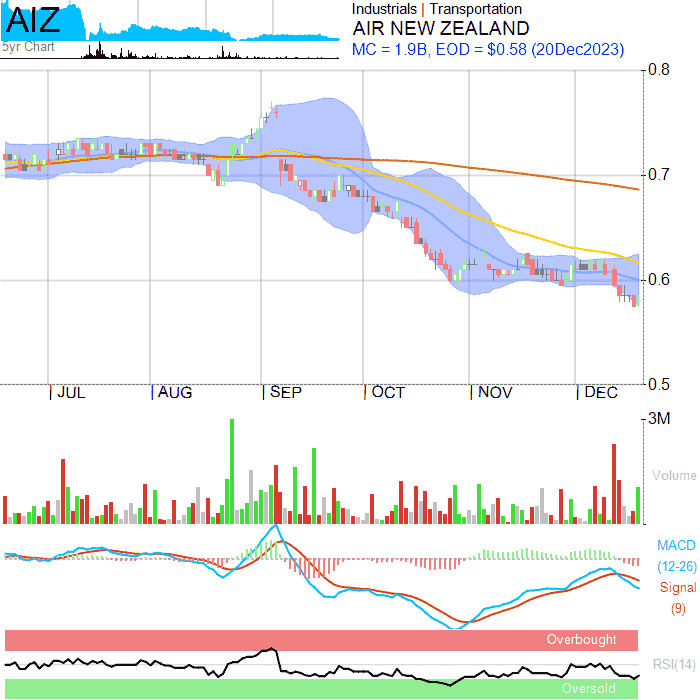 AIZ
5yr Chart
Industrials | Transportation
AIR NEW ZEALAND
MC = 1.9B, EOD = $0.58 (20Dec2023)
0.8
0.7
0.6
0.5
JUL AUG SEP OCT NOV DEC
3M
Volume
MACD
(12-26)
Signal
(9)
Overbought
RSI(14)
Oversold